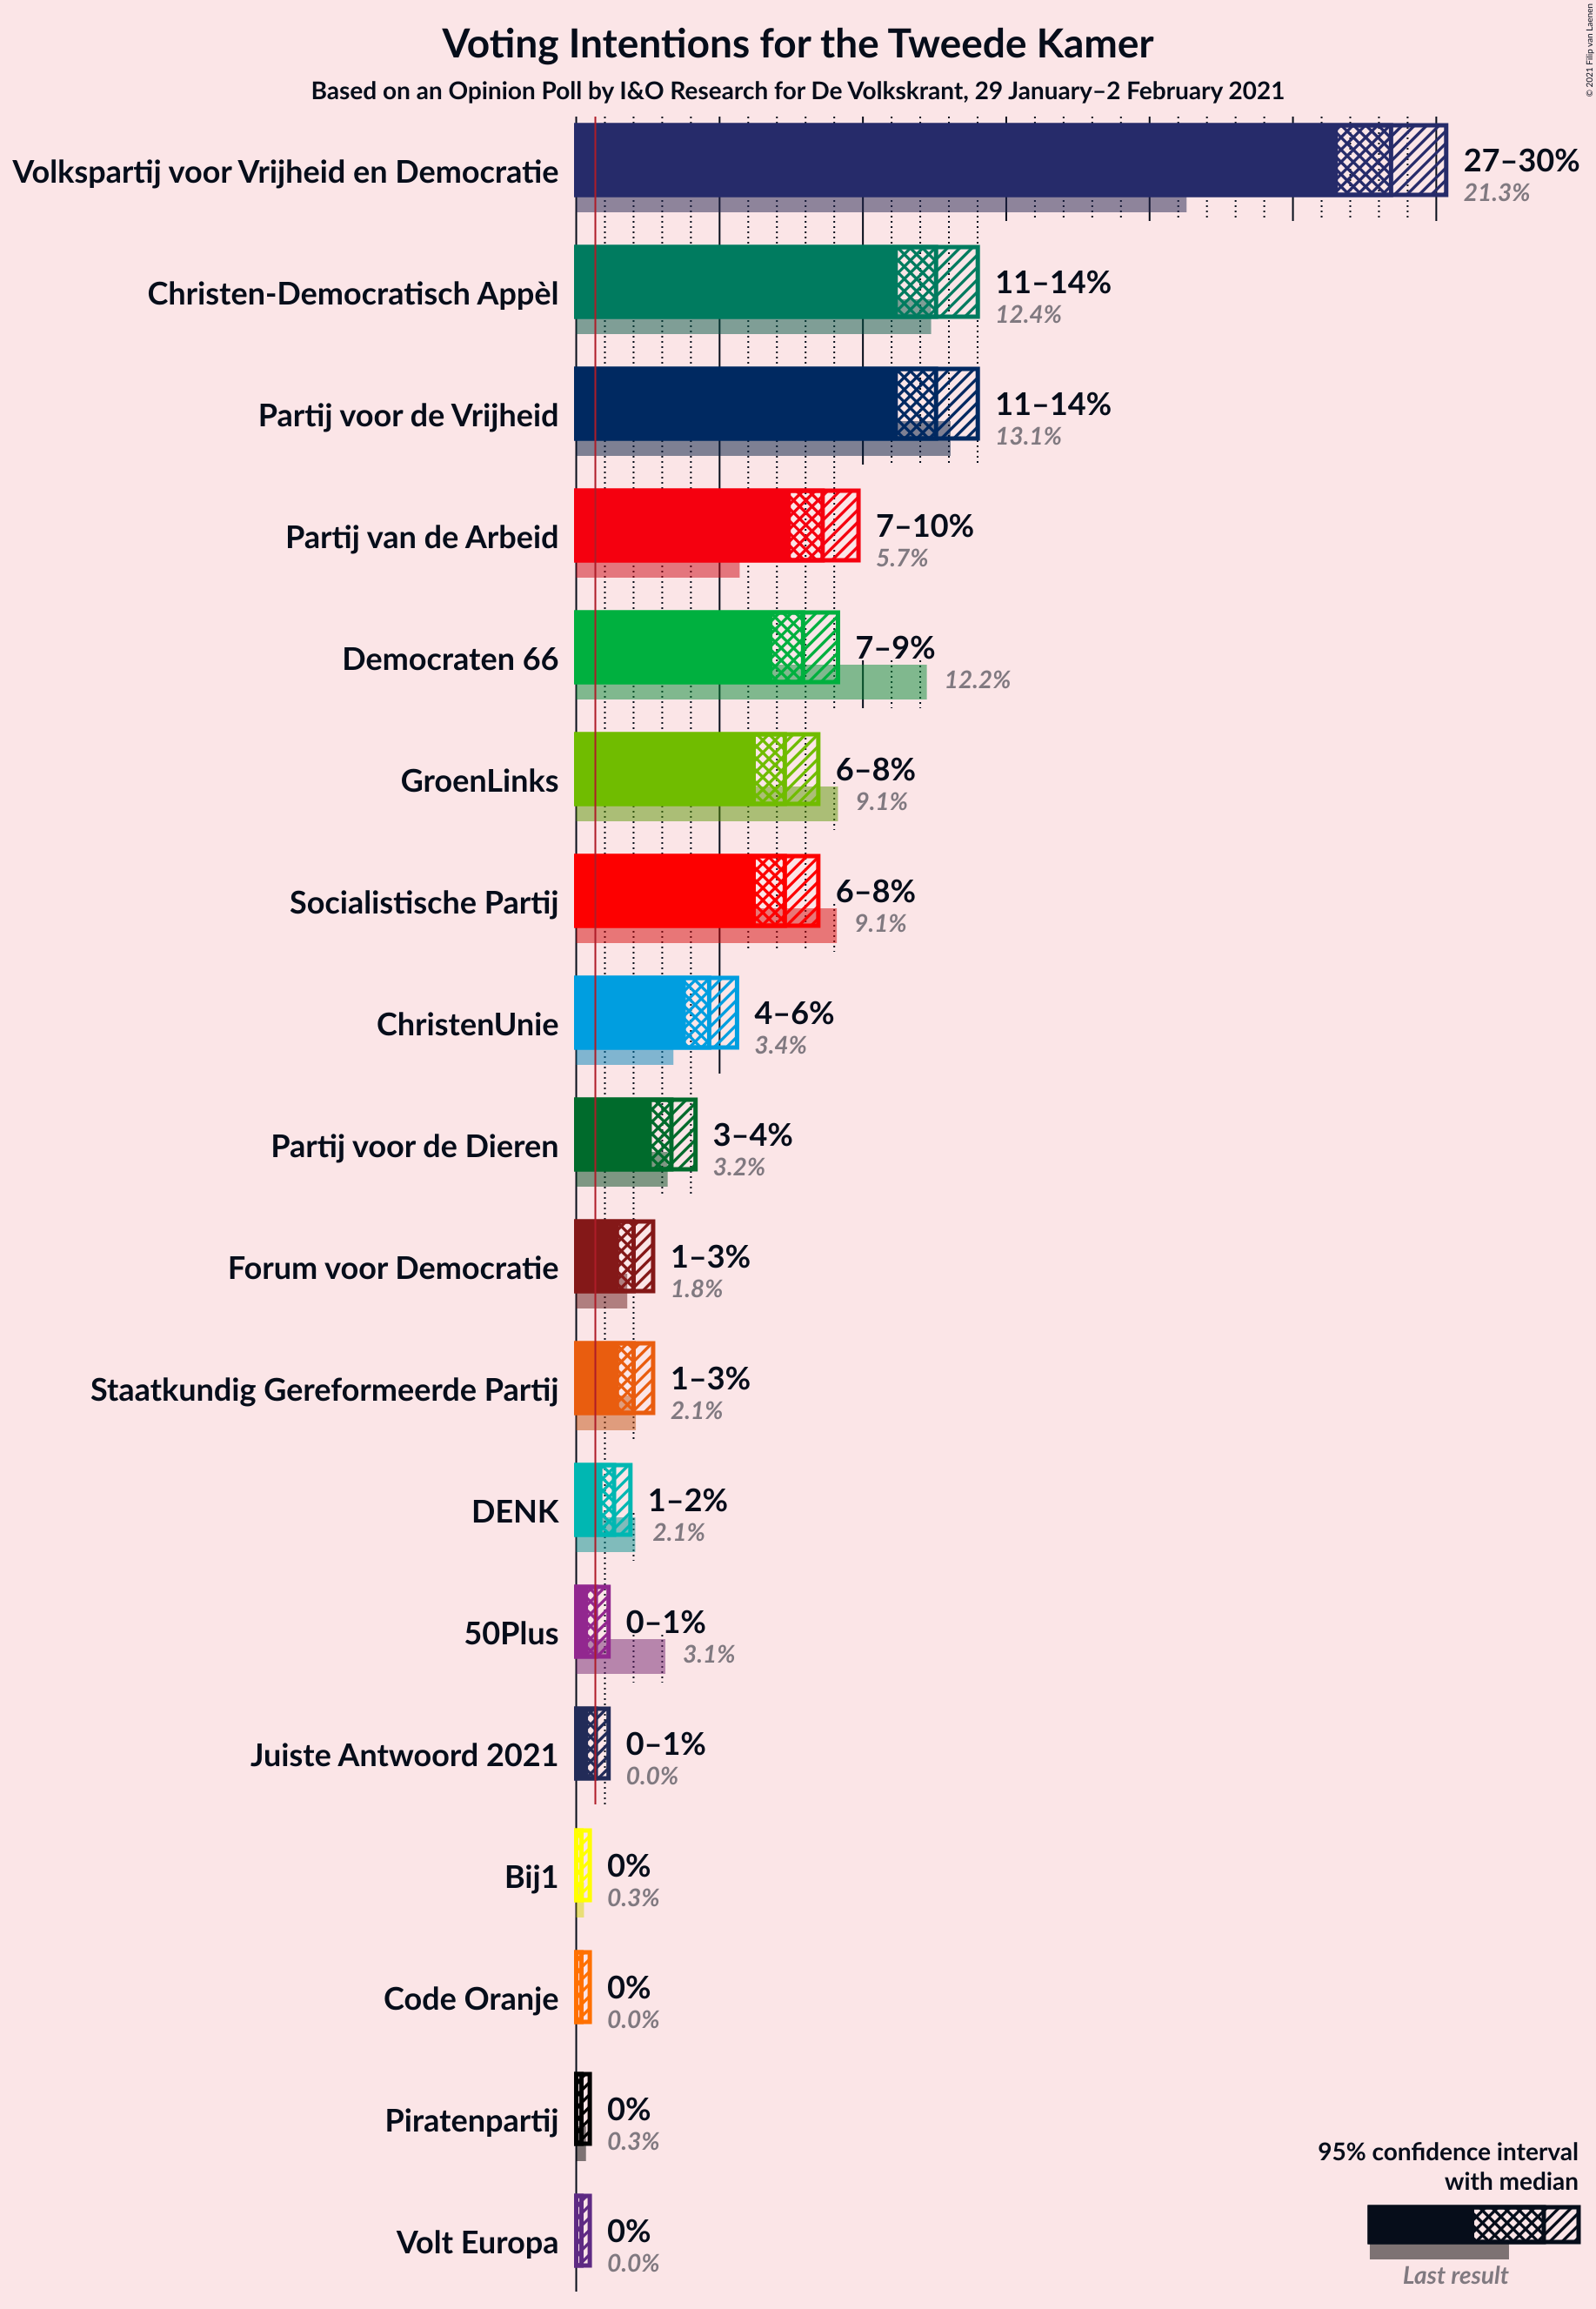 Voting Intentions for the Tweede Kamer
Based on an Opinion Poll by I&O Research for De Volkskrant, 29 January–2 February 2021
© 2021 Filip van Laenen
Volkspartij voor Vrijheid en Democratie
27–30%
21.3%
Christen-Democratisch Appèl
11–14%
12.4%
Partij voor de Vrijheid
11–14%
13.1%
Partij van de Arbeid
7–10%
5.7%
Democraten 66
7–9%
12.2%
GroenLinks
6–8%
9.1%
Socialistische Partij
6–8%
9.1%
ChristenUnie
4–6%
3.4%
Partij voor de Dieren
3–4%
3.2%
Forum voor Democratie
1–3%
1.8%
Staatkundig Gereformeerde Partij
1–3%
2.1%
DENK
1–2%
2.1%
50Plus
0–1%
3.1%
Juiste Antwoord 2021
0–1%
0.0%
Bij1
0%
0.3%
Code Oranje
0%
0.0%
Piratenpartij
0%
0.3%
Volt Europa
0%
0.0%
95% confidence interval
with median
Last result